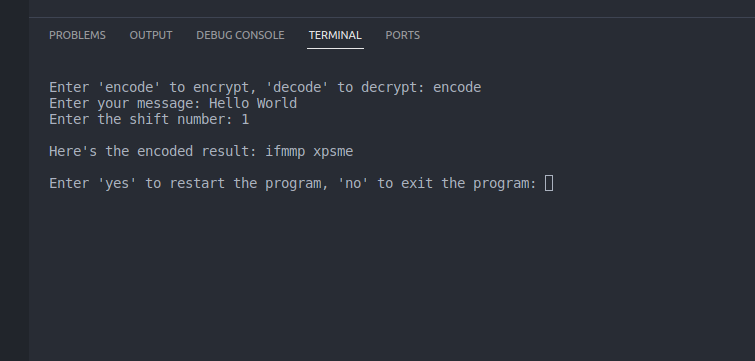 PROBLEMS OUTPUT DEBUG CONSOLE TERMINAL PORTS
Enter 'encode' to encrypt, 'decode' to decrypt: encode
Enter your message: Hello World
Enter the shift number: 1
Here's the encoded result: ifmmp xpsme
Enter 'yes' to restart the program, 'no' to exit the program: